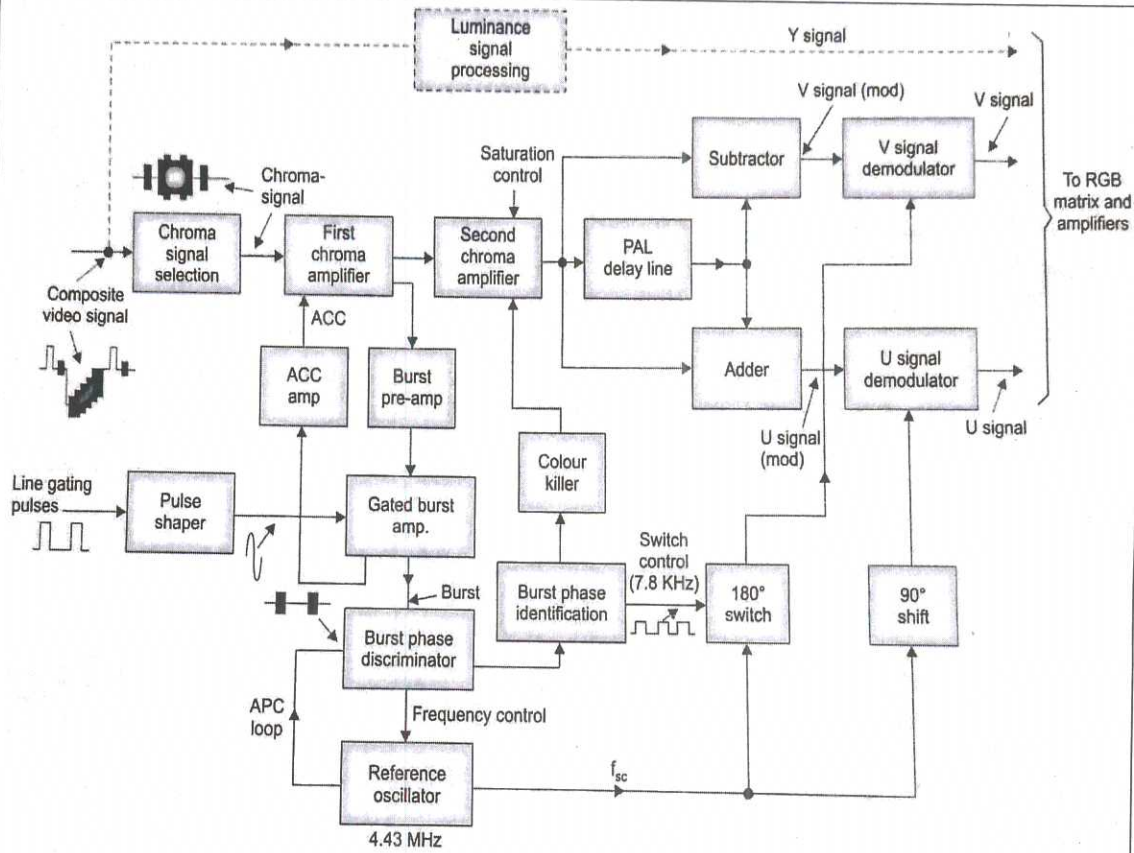 Luminance
signal
processing
Y signal
V signal (mod)
V signal
Subtractor
V signal
demodulator
To RGB
matrix and
amplifiers
Saturation
control
Chroma-
signal
Chroma
signal
selection
First
chroma
amplifier
Second
chroma
amplifier
PAL
delay line
Composite
video signal
ACC
ACC
amp
Burst
pre-amp
Adder
U signal
demodulator
U signal
(mod)
U signal
Colour
killer
Line gating
pulses
Pulse
shaper
Gated burst
amp.
Switch
control
(7.8 KHz)
Burst
Burst phase
identification
180°
switch
90°
shift
Burst phase
discriminator
APC
loop
Frequency control
Reference
oscillator
f_sc
4.43 MHz